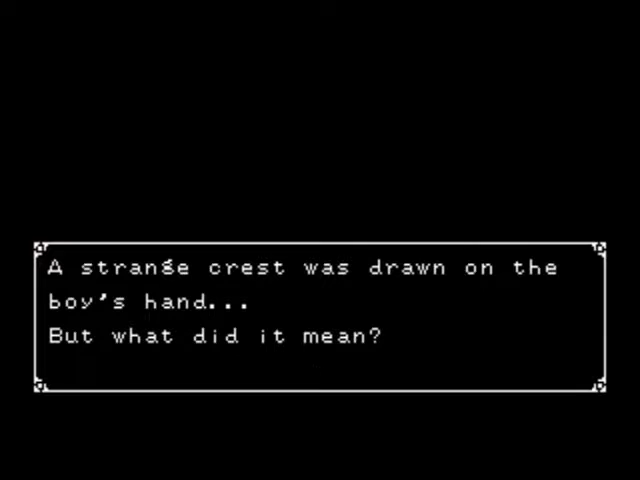 A strange crest was drawn on the
boy's hand...
But what did it mean?